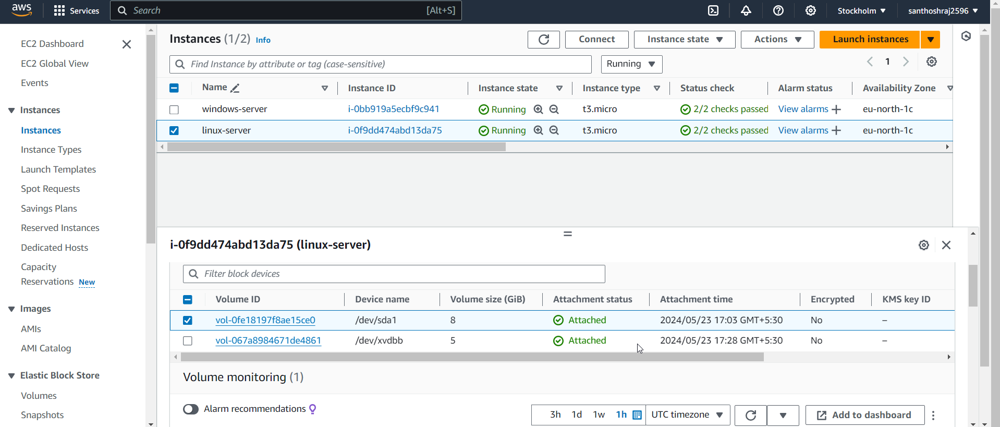 aws Services Search [Alt+S] Stockholm santhoshraj2596
EC2 Dashboard
EC2 Global View
Events
Instances
Instances
Instance Types
Launch Templates
Spot Requests
Savings Plans
Reserved Instances
Dedicated Hosts
Capacity
Reservations New
Images
AMIs
AMI Catalog
Elastic Block Store
Volumes
Snapshots
Instances (1/2) Info Connect Instance state Actions Launch instances
Find Instance by attribute or tag (case-sensitive) Running 1
Name Instance ID Instance state Instance type Status check Alarm status Availability Zone
windows-server i-0bb919a5ecbf9c941 Running t3.micro 2/2 checks passed View alarms + eu-north-1c
linux-server i-0f9dd474abd13da75 Running t3.micro 2/2 checks passed View alarms + eu-north-1c
i-0f9dd474abd13da75 (linux-server)
Filter block devices
Volume ID Device name Volume size (GiB) Attachment status Attachment time Encrypted KMS key ID
vol-0fe18197f8ae15ce0 /dev/sda1 8 Attached 2024/05/23 17:03 GMT+5:30 No –
vol-067a8984671de4861 /dev/xvdbb 5 Attached 2024/05/23 17:28 GMT+5:30 No –
Volume monitoring (1)
Alarm recommendations 3h 1d 1w 1h UTC timezone Add to dashboard